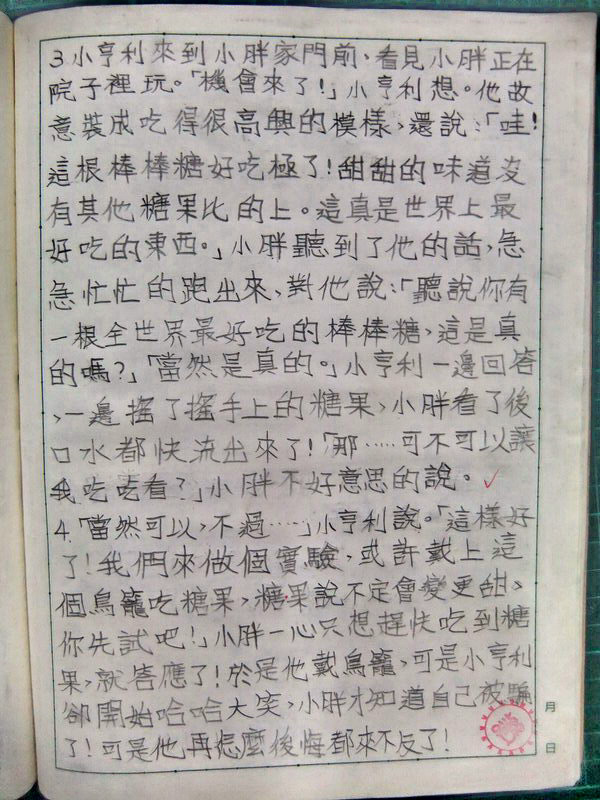 3.小亨利來到小胖家門前,看見小胖正在
院子裡玩。「機會來了!」小亨利想。他故
意裝成吃得很高興的模樣,還說:「哇!
這根棒棒糖好吃極了!甜甜的味道沒
有其他糖果比的上。這真是世界上最
好吃的東西。」小胖聽到了他的話,急
急忙忙的跑出來,對他說:「聽說你有
一根全世界最好吃的棒棒糖,這是真
的嗎?」「當然是真的。」小亨利一邊回答
,一邊搖了搖手上的糖果,小胖看了後
口水都快流出來了!「那……可不可以讓
我吃吃看?」小胖不好意思的說。
4.「當然可以,不過……」小亨利說。「這樣好
了!我們來做個實驗,或許戴上這
個鳥籠吃糖果,糖果說不定會變更甜,
你先試吧!」小胖一心只想趕快吃到糖
果,就答應了!於是他戴鳥籠,可是小亨利
卻開始哈哈大笑,小胖才知道自己被騙
了!可是他再怎麼後悔都來不反了!
月
日